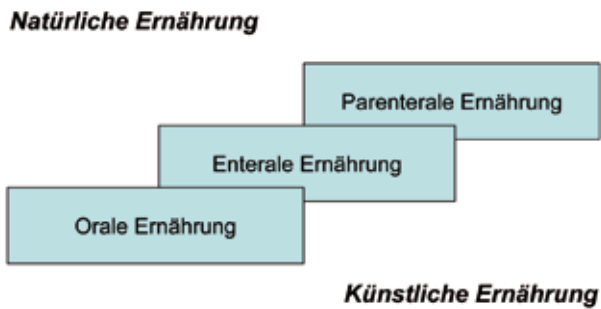 Natürliche Ernährung
Parenterale Ernährung
Enterale Ernährung
Orale Ernährung
Künstliche Ernährung